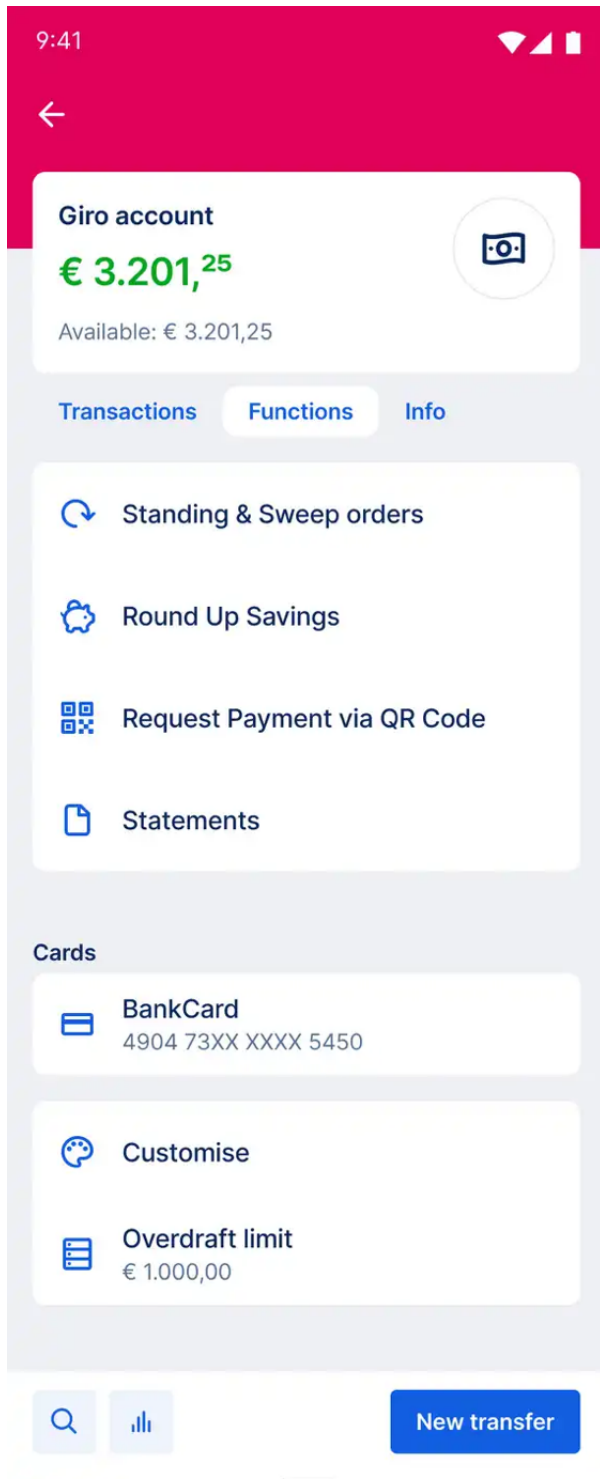 9:41
Giro account
€ 3.201,25
Available: € 3.201,25
Transactions Functions Info
Standing & Sweep orders
Round Up Savings
Request Payment via QR Code
Statements
Cards
BankCard
4904 73XX XXXX 5450
Customise
Overdraft limit
€ 1.000,00
New transfer